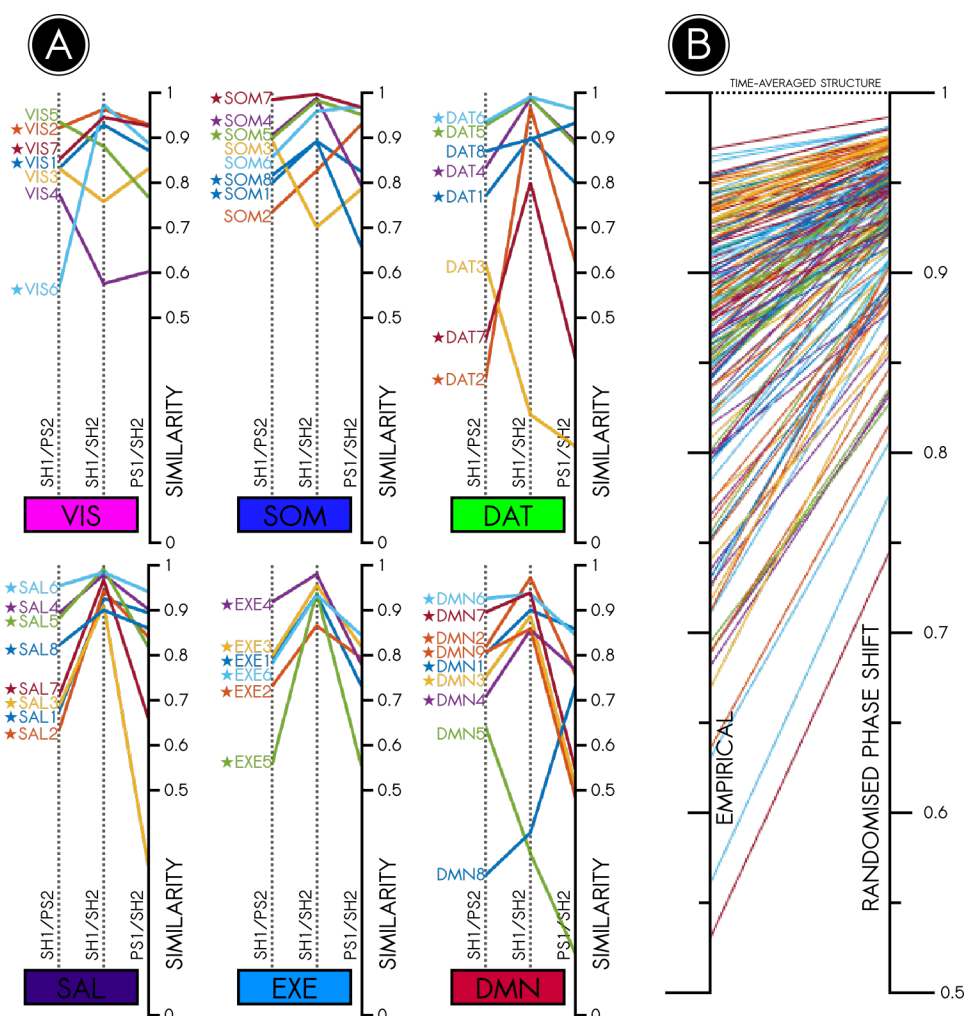 A
B
TIME-AVERAGED STRUCTURE
VIS5
★VIS2
★VIS7
★VIS1
VIS3
VIS4
★VIS6
SH1/PS2
SH1/SH2
PS1/SH2
1
0.9
0.8
0.7
0.6
0.5
0
SIMILARITY
VIS
★SOM7
★SOM4
★SOM5
SOM3
SOM6
★SOM8
★SOM1
SOM2
SH1/PS2
SH1/SH2
PS1/SH2
1
0.9
0.8
0.7
0.6
0.5
0
SIMILARITY
SOM
★DAT6
★DAT5
DAT8
★DAT4
★DAT1
DAT3
★DAT7
★DAT2
SH1/PS2
SH1/SH2
PS1/SH2
1
0.9
0.8
0.7
0.6
0.5
0
SIMILARITY
DAT
★SAL6
★SAL4
★SAL5
★SAL8
★SAL7
★SAL3
★SAL1
★SAL2
SH1/PS2
SH1/SH2
PS1/SH2
1
0.9
0.8
0.7
0.6
0.5
0
SIMILARITY
SAL
★EXE4
★EXE3
★EXE1
★EXE6
★EXE2
★EXE5
SH1/PS2
SH1/SH2
PS1/SH2
1
0.9
0.8
0.7
0.6
0.5
0
SIMILARITY
EXE
★DMN6
★DMN7
★DMN2
★DMN9
★DMN1
★DMN3
★DMN4
DMN5
DMN8
SH1/PS2
SH1/SH2
PS1/SH2
1
0.9
0.8
0.7
0.6
0.5
0
SIMILARITY
DMN
EMPIRICAL
RANDOMISED PHASE SHIFT
1
0.9
0.8
0.7
0.6
0.5